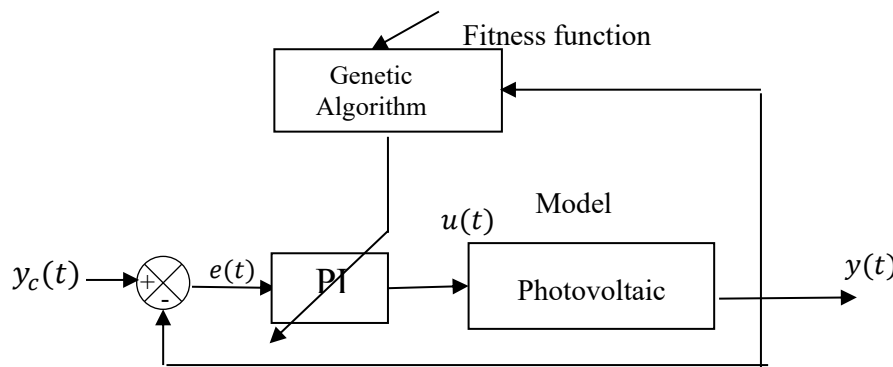 Fitness function
Genetic
Algorithm
Model
u(t)
y_c(t)
+
-
e(t)
PI
Photovoltaic
y(t)